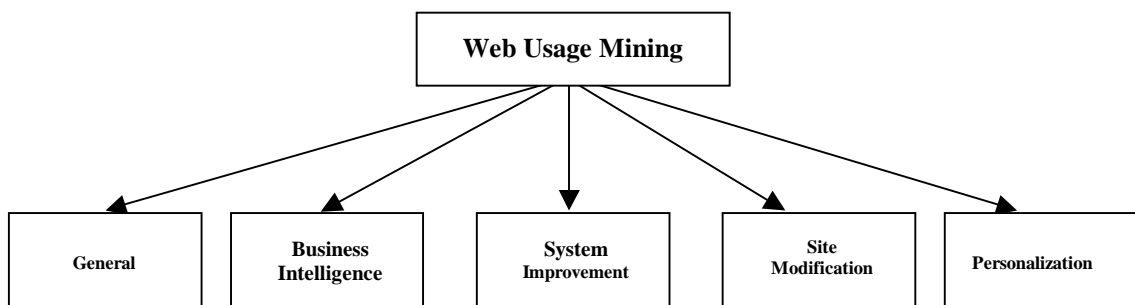 Web Usage Mining
General
Business
Intelligence
System
Improvement
Site
Modification
Personalization